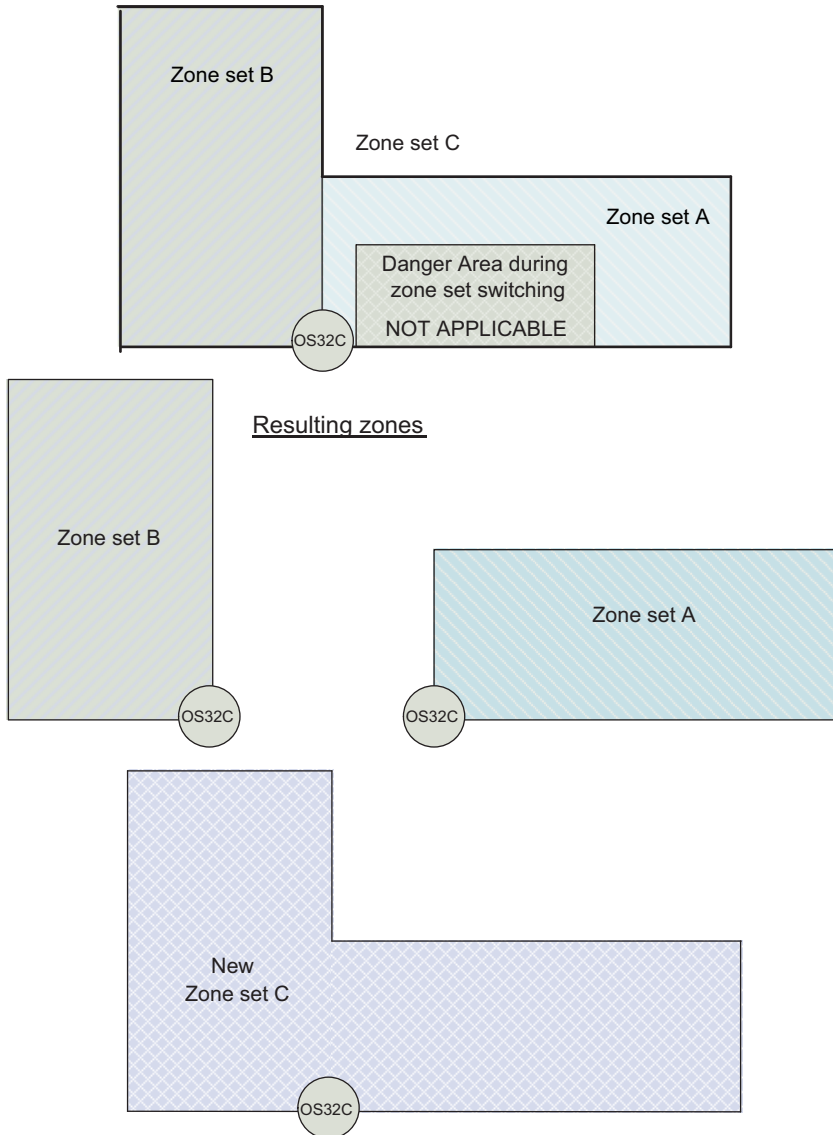 Zone set B
Zone set C
Zone set A
Danger Area during
zone set switching
NOT APPLICABLE
OS32C
Resulting zones
Zone set B
Zone set A
OS32C
OS32C
New
Zone set C
OS32C